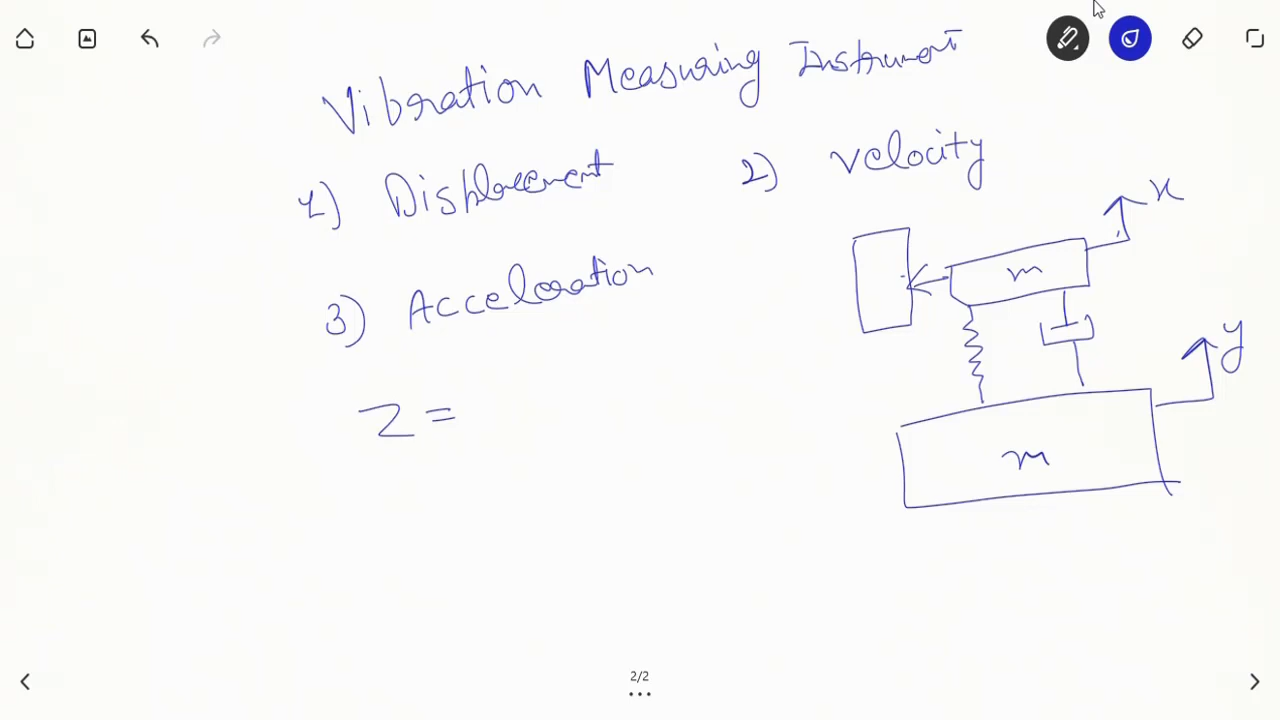 Vibration Measuring Instrument
1) Displacement 2) velocity
x
m
3) Acceleration
y
Z =
m
2/2